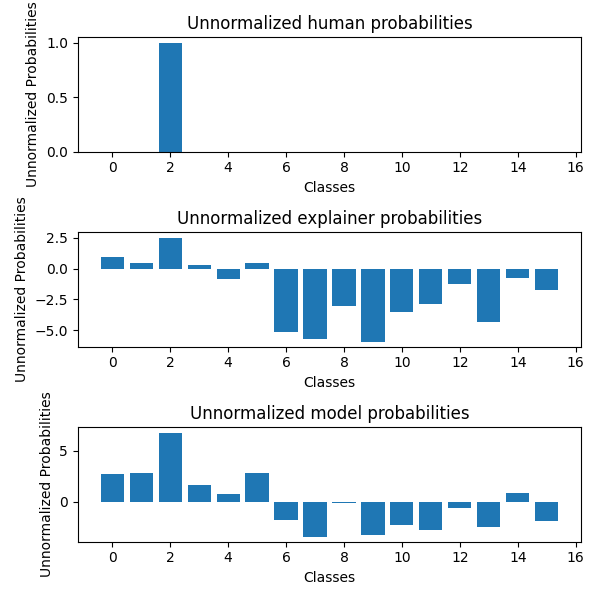 Unnormalized human probabilities
Unnormalized Probabilities
1.0
0.5
0.0
0 2 4 6 8 10 12 14 16
Classes
Unnormalized explainer probabilities
Unnormalized Probabilities
2.5
0.0
−2.5
−5.0
0 2 4 6 8 10 12 14 16
Classes
Unnormalized model probabilities
Unnormalized Probabilities
5
0
0 2 4 6 8 10 12 14 16
Classes